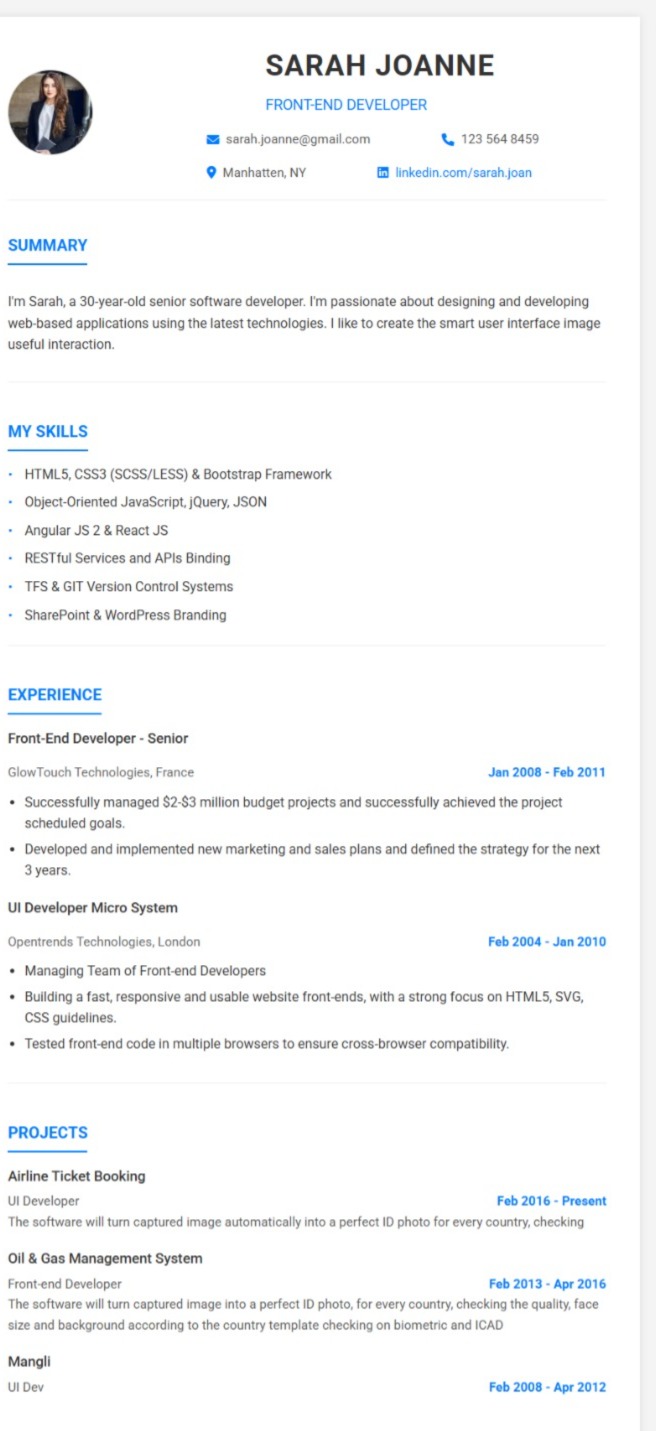 SARAH JOANNE
FRONT-END DEVELOPER
sarah.joanne@gmail.com 123 564 8459
Manhatten, NY linkedin.com/sarah.joan
SUMMARY
I'm Sarah, a 30-year-old senior software developer. I'm passionate about designing and developing
web-based applications using the latest technologies. I like to create the smart user interface image
useful interaction.
MY SKILLS
• HTML5, CSS3 (SCSS/LESS) & Bootstrap Framework
• Object-Oriented JavaScript, jQuery, JSON
• Angular JS 2 & React JS
• RESTful Services and APIs Binding
• TFS & GIT Version Control Systems
• SharePoint & WordPress Branding
EXPERIENCE
Front-End Developer - Senior
GlowTouch Technologies, France Jan 2008 - Feb 2011
• Successfully managed $2-$3 million budget projects and successfully achieved the project
scheduled goals.
• Developed and implemented new marketing and sales plans and defined the strategy for the next
3 years.
UI Developer Micro System
Opentrends Technologies, London Feb 2004 - Jan 2010
• Managing Team of Front-end Developers
• Building a fast, responsive and usable website front-ends, with a strong focus on HTML5, SVG,
CSS guidelines.
• Tested front-end code in multiple browsers to ensure cross-browser compatibility.
PROJECTS
Airline Ticket Booking
UI Developer Feb 2016 - Present
The software will turn captured image automatically into a perfect ID photo for every country, checking
Oil & Gas Management System
Front-end Developer Feb 2013 - Apr 2016
The software will turn captured image into a perfect ID photo, for every country, checking the quality, face
size and background according to the country template checking on biometric and ICAD
Mangli
UI Dev Feb 2008 - Apr 2012